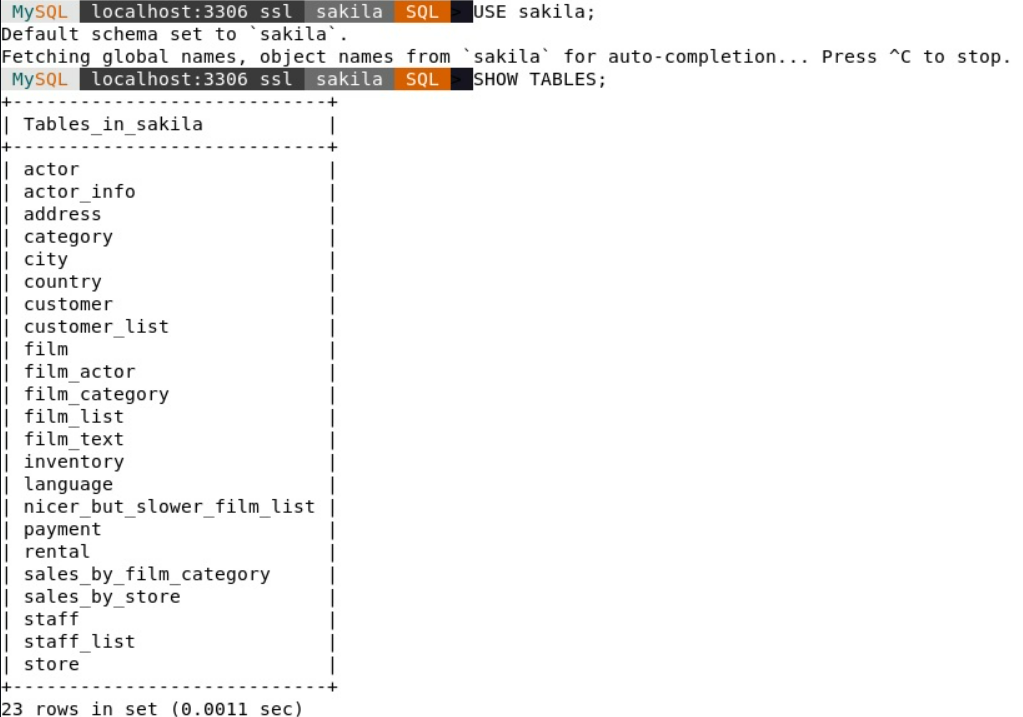 MySQL localhost:3306 ssl sakila SQL > USE sakila;
Default schema set to `sakila`.
Fetching global names, object names from `sakila` for auto-completion... Press ^C to stop.
MySQL localhost:3306 ssl sakila SQL > SHOW TABLES;
+----------------------------+
| Tables_in_sakila           |
+----------------------------+
| actor                      |
| actor_info                 |
| address                    |
| category                   |
| city                       |
| country                    |
| customer                   |
| customer_list              |
| film                       |
| film_actor                 |
| film_category              |
| film_list                  |
| film_text                  |
| inventory                  |
| language                   |
| nicer_but_slower_film_list |
| payment                    |
| rental                     |
| sales_by_film_category     |
| sales_by_store             |
| staff                      |
| staff_list                 |
| store                      |
+----------------------------+
23 rows in set (0.0011 sec)